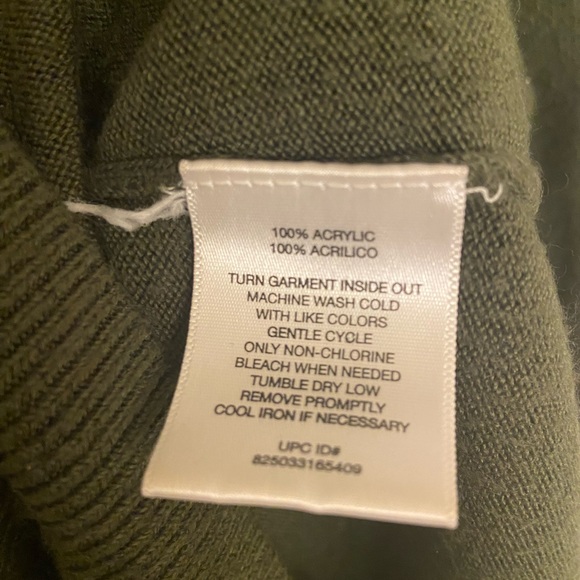 100% ACRYLIC
100% ACRILICO
TURN GARMENT INSIDE OUT
MACHINE WASH COLD
WITH LIKE COLORS
GENTLE CYCLE
ONLY NON-CHLORINE
BLEACH WHEN NEEDED
TUMBLE DRY LOW
REMOVE PROMPTLY
COOL IRON IF NECESSARY
UPC ID#
825033165409